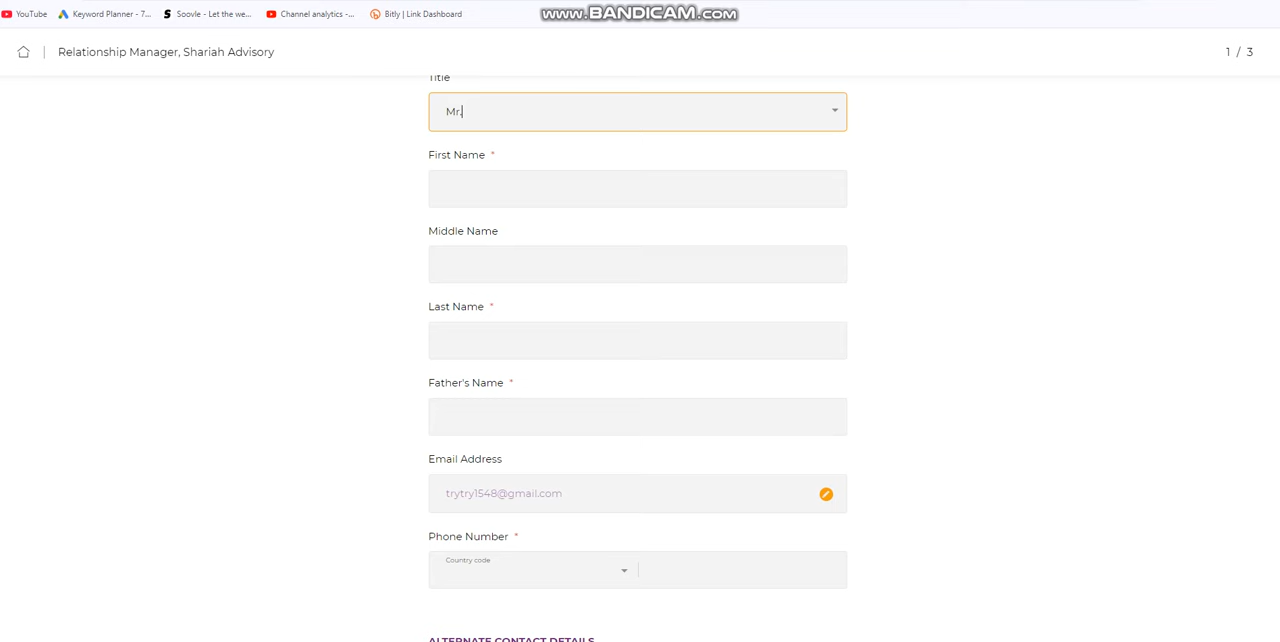 YouTube Keyword Planner - 7... Soovle - Let the we... Channel analytics -... Bitly | Link Dashboard
www.BANDICAM.com
Relationship Manager, Shariah Advisory 1 / 3
Title
Mr.
First Name *
Middle Name
Last Name *
Father's Name *
Email Address
trytry1548@gmail.com
Phone Number *
Country code
ALTERNATE CONTACT DETAILS